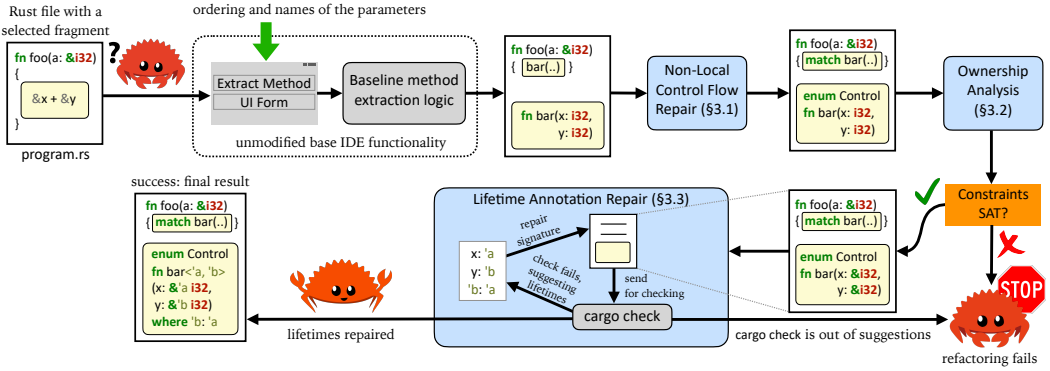 Rust file with a
selected fragment
fn foo(a: &i32)
{
&x + &y
}
program.rs
?
ordering and names of the parameters
Extract Method
UI Form
Baseline method
extraction logic
unmodified base IDE functionality
fn foo(a: &i32)
{ bar(..) }
fn bar(x: i32,
y: i32)
Non-Local
Control Flow
Repair (§3.1)
fn foo(a: &i32)
{ match bar(..) }
enum Control
fn bar(x: i32,
y: i32)
Ownership
Analysis
(§3.2)
Constraints
SAT?
STOP
refactoring fails
fn foo(a: &i32)
{ match bar(..) }
enum Control
fn bar(x: &i32,
y: &i32)
Lifetime Annotation Repair (§3.3)
x: 'a
y: 'b
'b: 'a
repair
signature
check fails,
suggesting
lifetimes
send
for checking
cargo check
cargo check is out of suggestions
lifetimes repaired
success: final result
fn foo(a: &i32)
{ match bar(..) }
enum Control
fn bar<'a, 'b>
(x: &'a i32,
y: &'b i32)
where 'b: 'a